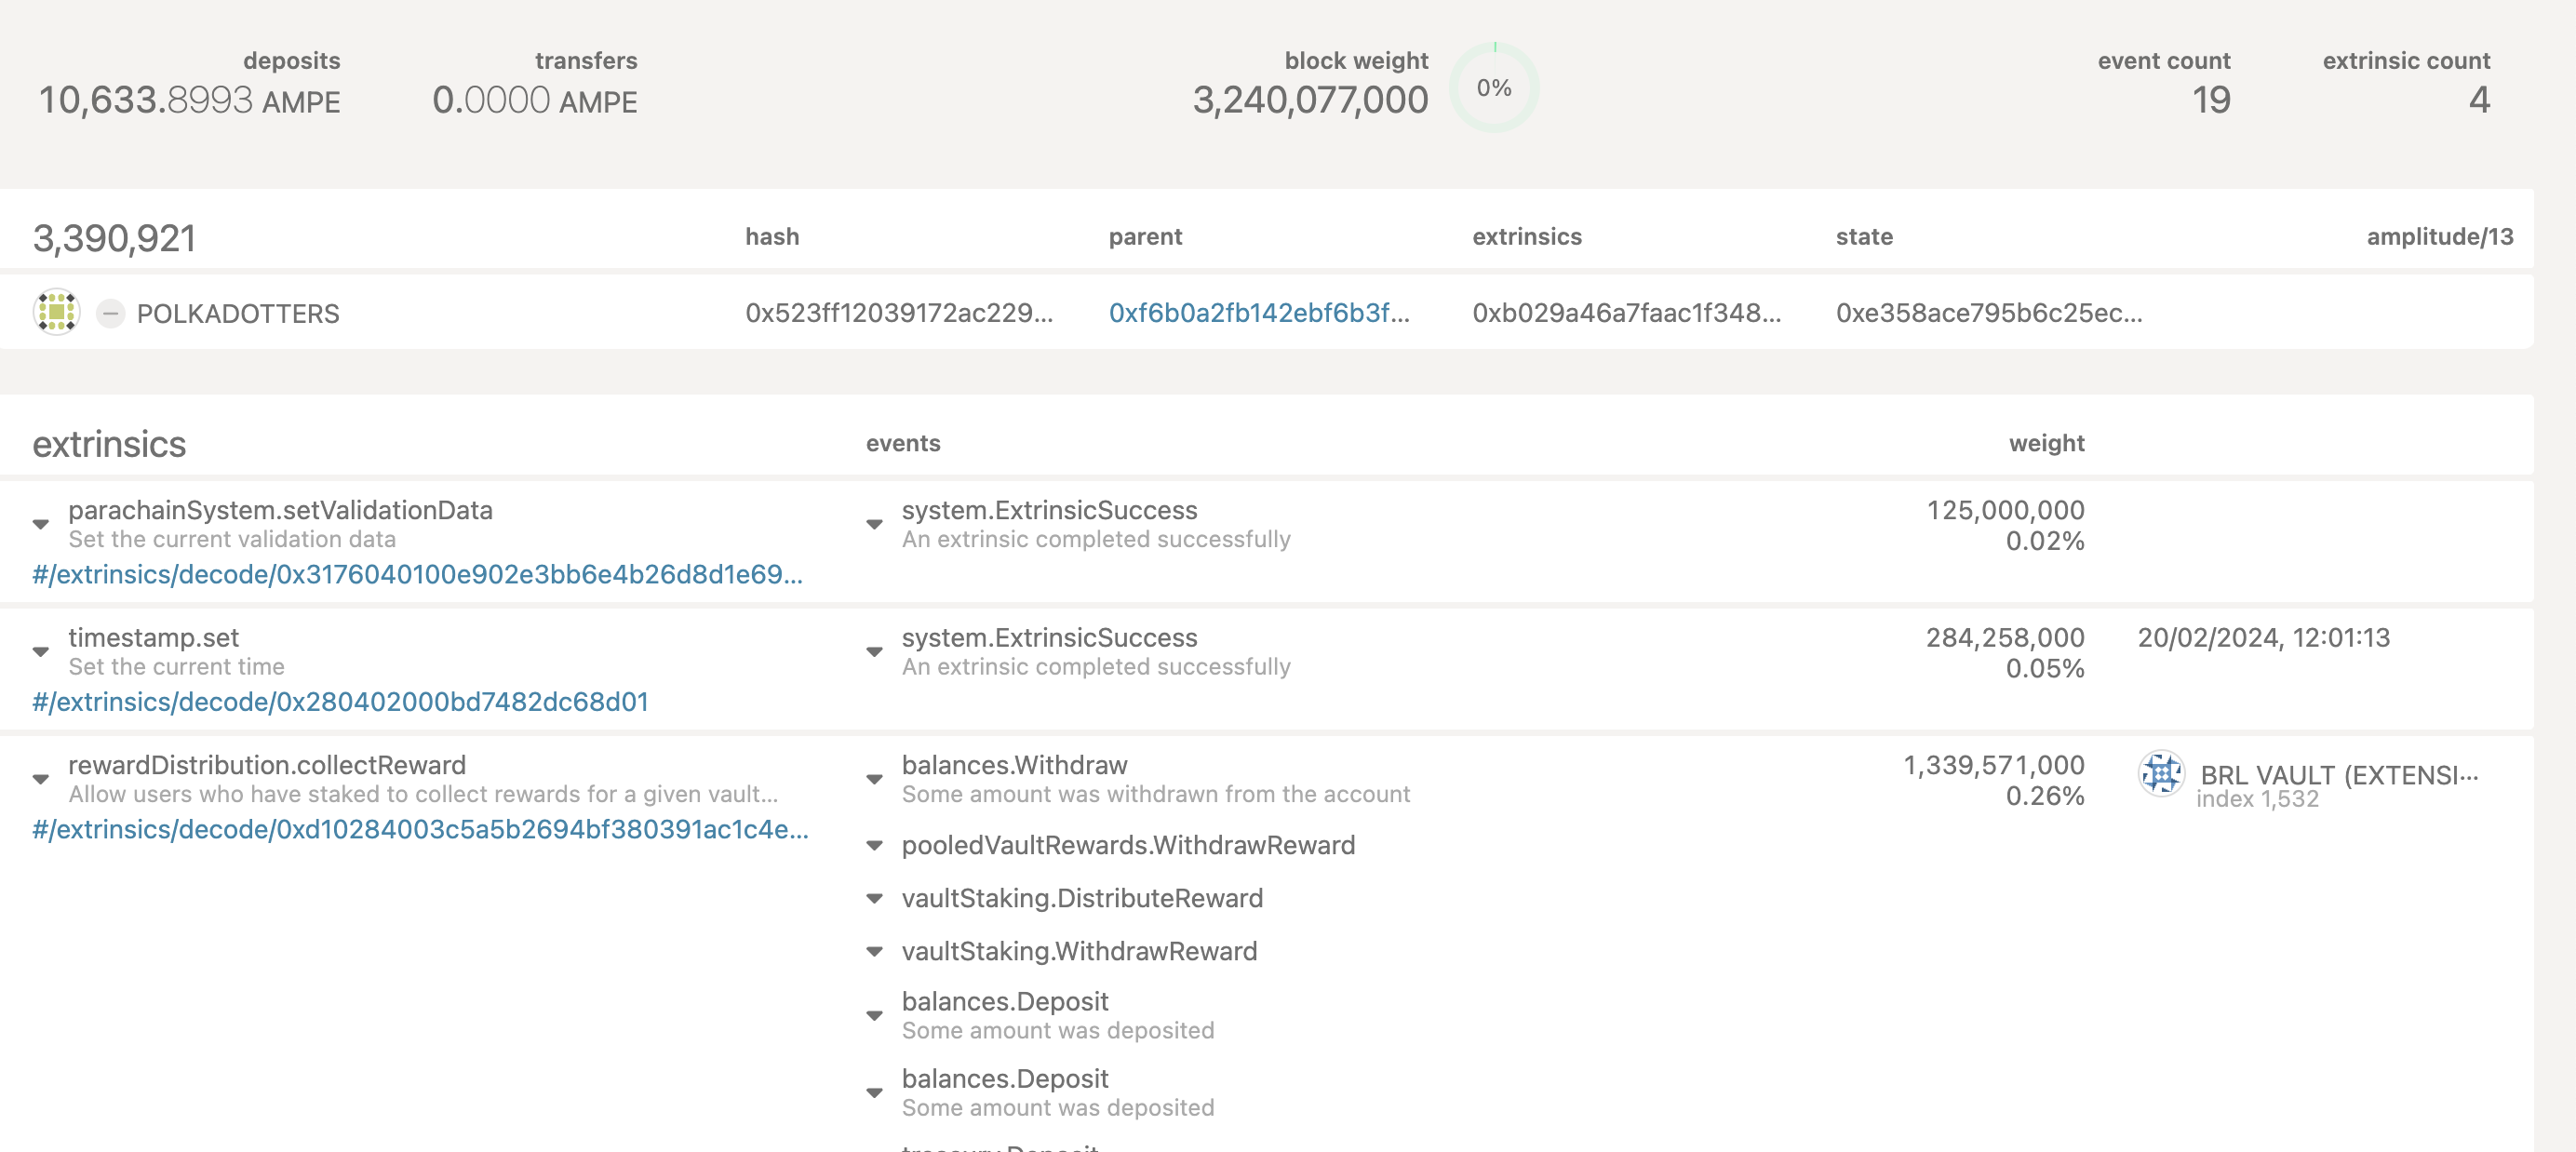 deposits
10,633.8993 AMPE
transfers
0.0000 AMPE
block weight
3,240,077,000
0%
event count
19
extrinsic count
4
3,390,921 hash parent extrinsics state amplitude/13
POLKADOTTERS 0x523ff12039172ac229... 0xf6b0a2fb142ebf6b3f... 0xb029a46a7faac1f348... 0xe358ace795b6c25ec...
extrinsics events weight
parachainSystem.setValidationData
Set the current validation data
#/extrinsics/decode/0x3176040100e902e3bb6e4b26d8d1e69...
system.ExtrinsicSuccess
An extrinsic completed successfully
125,000,000
0.02%
timestamp.set
Set the current time
#/extrinsics/decode/0x280402000bd7482dc68d01
system.ExtrinsicSuccess
An extrinsic completed successfully
284,258,000
0.05%
20/02/2024, 12:01:13
rewardDistribution.collectReward
Allow users who have staked to collect rewards for a given vault...
#/extrinsics/decode/0xd10284003c5a5b2694bf380391ac1c4e...
balances.Withdraw
Some amount was withdrawn from the account
1,339,571,000
0.26%
BRL VAULT (EXTENSI...
index 1,532
pooledVaultRewards.WithdrawReward
vaultStaking.DistributeReward
vaultStaking.WithdrawReward
balances.Deposit
Some amount was deposited
balances.Deposit
Some amount was deposited
treasury.Deposit